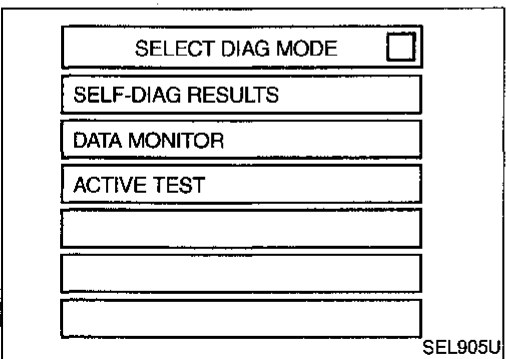 SELECT DIAG MODE
SELF-DIAG RESULTS
DATA MONITOR
ACTIVE TEST
SEL905U